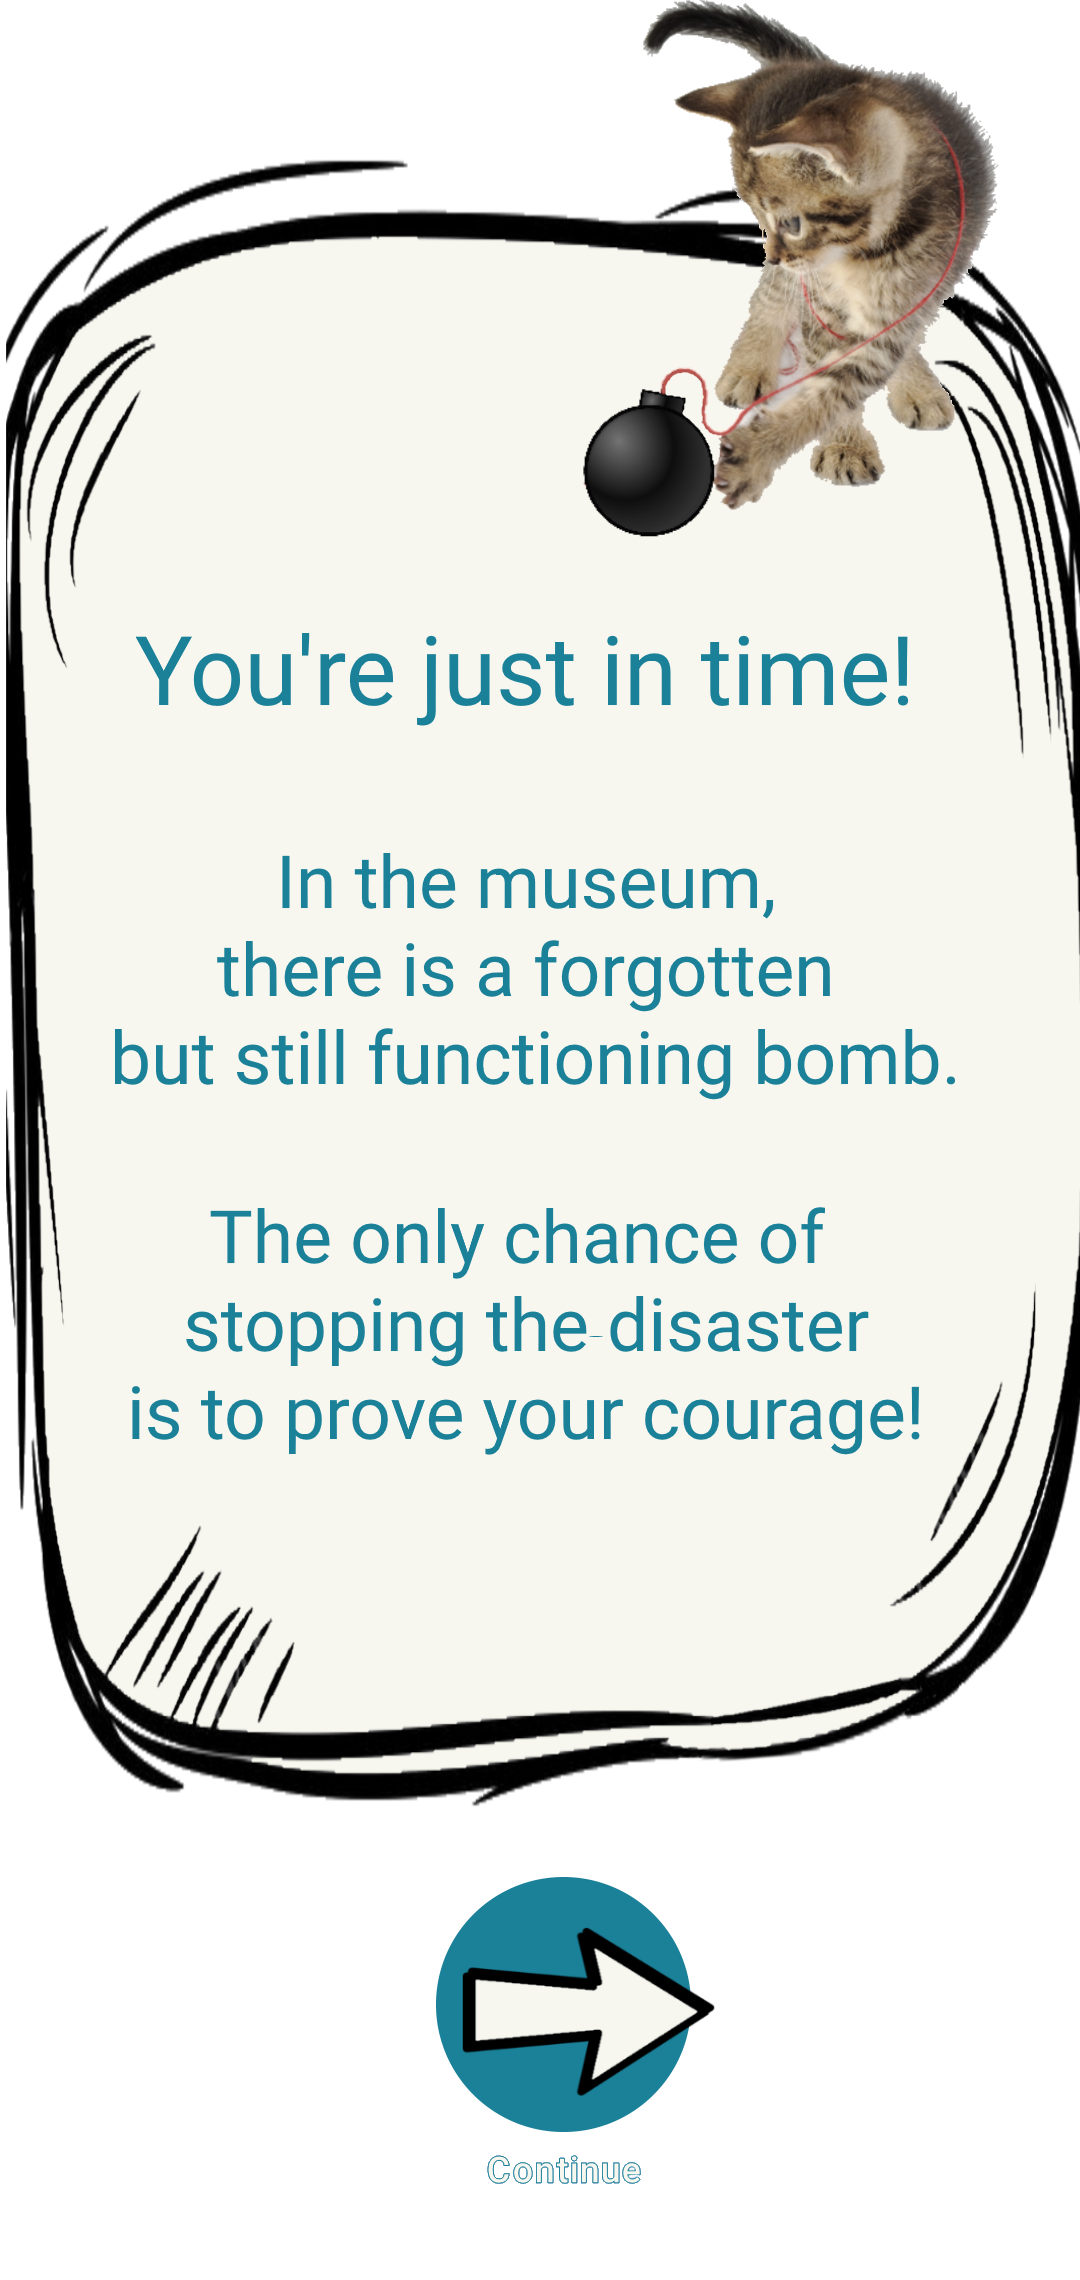 You're just in time!
In the museum,
there is a forgotten
but still functioning bomb.
The only chance of
stopping the disaster
is to prove your courage!
Continue